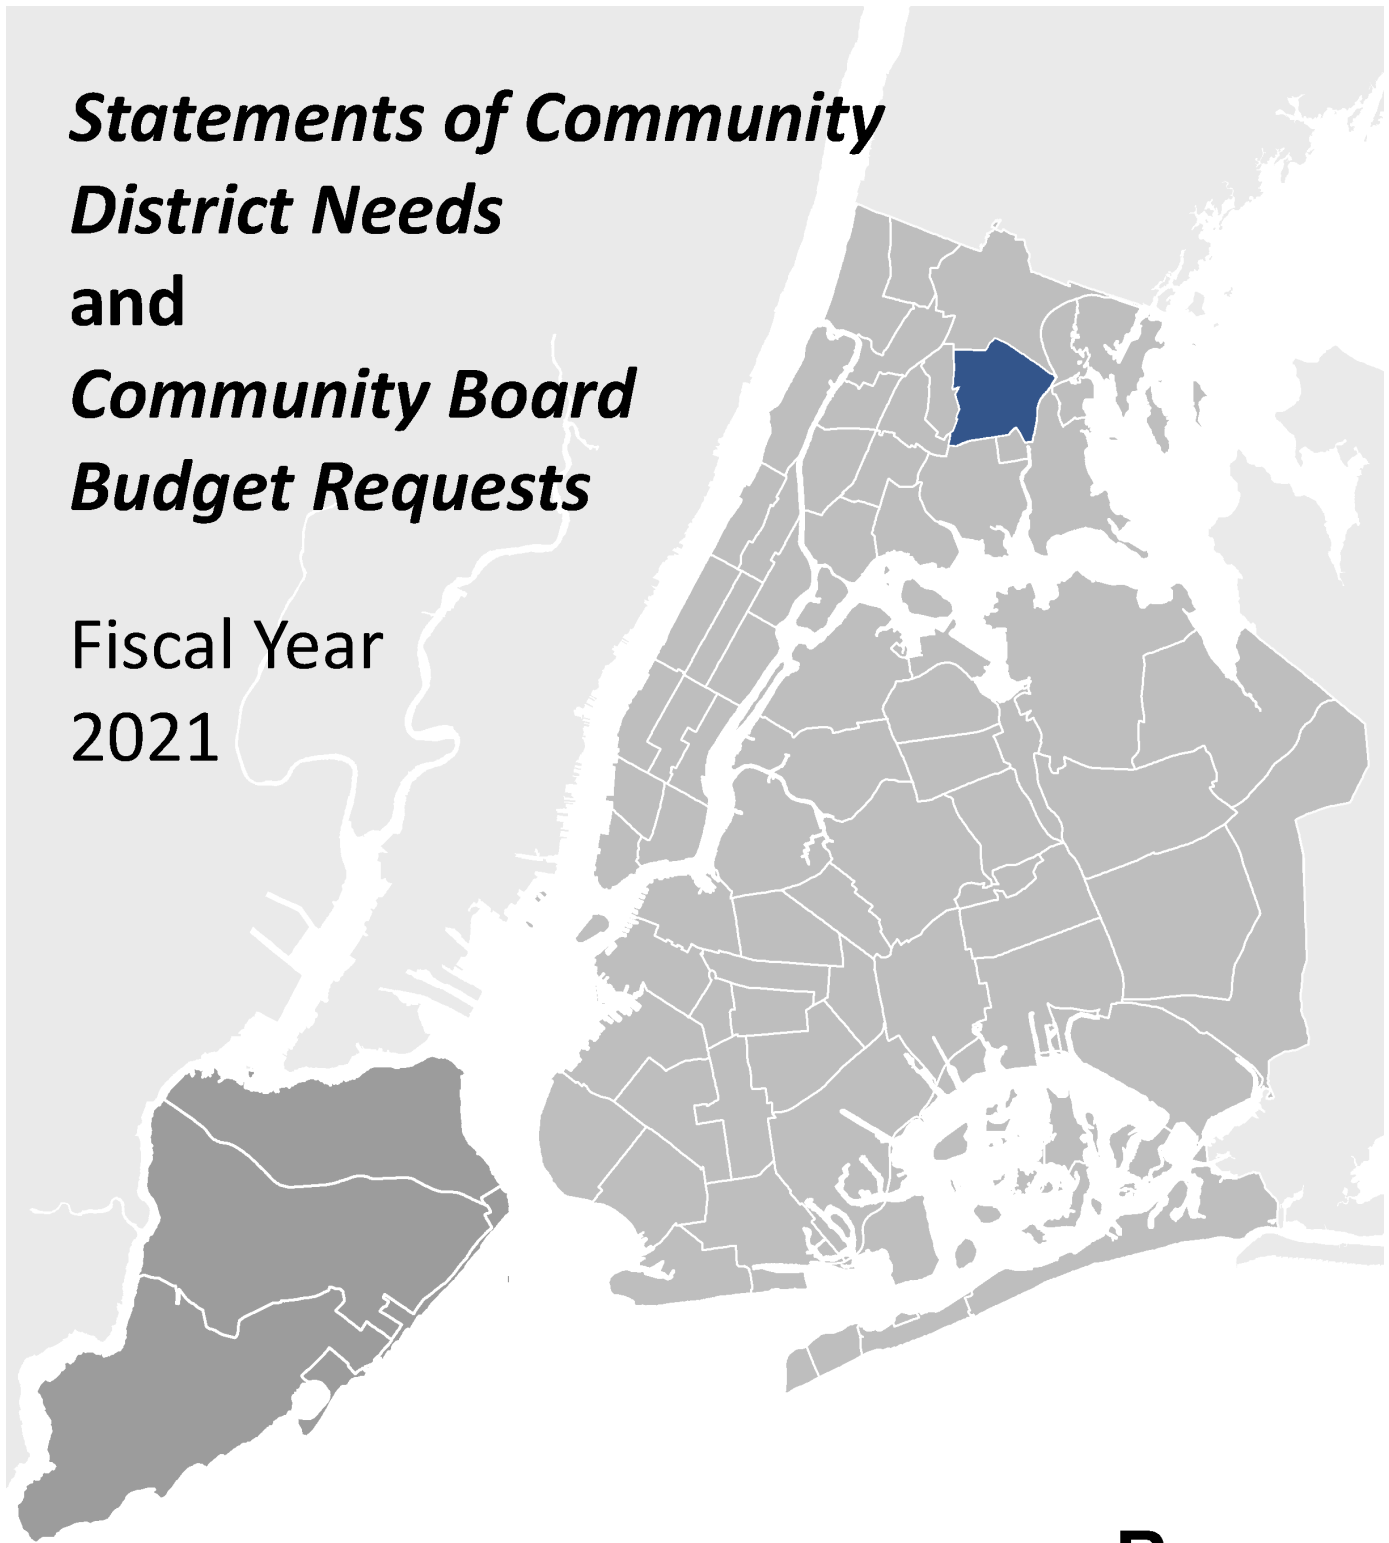 Statements of Community
District Needs
and
Community Board
Budget Requests
Fiscal Year
2021